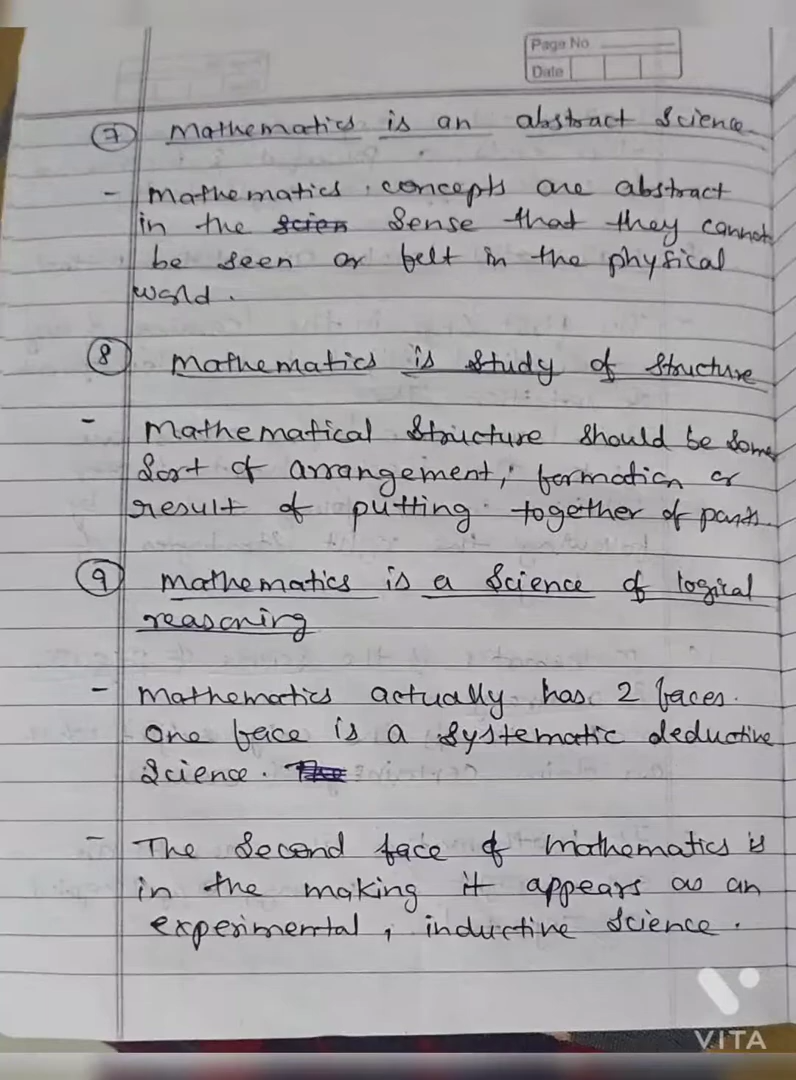 Page No
Date
⑦ Mathematics is an abstract Science
- Mathematics concepts are abstract
in the scien Sense that they cannot
be seen or felt in the physical
world.
⑧ Mathematics is study of Structure
- Mathematical Structure should be some
Sort of arrangement, formation or
result of putting together of parts
⑨ Mathematics is a Science of logical
reasoning
- Mathematics actually has 2 faces.
One face is a systematic deductive
Science.
- The Second face of mathematics is
in the making it appears as an
experimental, inductive science.
VITA